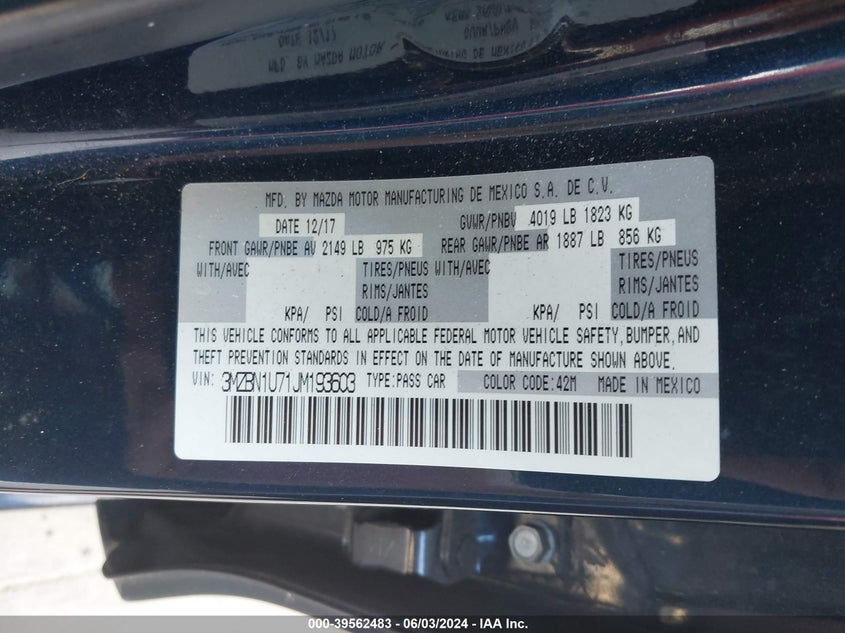 MFD. BY MAZDA MOTOR MANUFACTURING DE MEXICO S.A. DE C.V.
DATE 12/17 GVWR/PNBV 4019 LB 1823 KG
FRONT GAWR/PNBE AV 2149 LB 975 KG REAR GAWR/PNBE AR 1887 LB 856 KG
WITH/AVEC TIRES/PNEUS WITH/AVEC TIRES/PNEUS
RIMS/JANTES RIMS/JANTES
KPA/ PSI COLD/A FROID KPA/ PSI COLD/A FROID
THIS VEHICLE CONFORMS TO ALL APPLICABLE FEDERAL MOTOR VEHICLE SAFETY, BUMPER, AND
THEFT PREVENTION STANDARDS IN EFFECT ON THE DATE OF MANUFACTURE SHOWN ABOVE.
VIN: 3MZBN1U71JM193603 TYPE:PASS CAR COLOR CODE:42M MADE IN MEXICO
000-39562483 - 06/03/2024 - IAA, Inc.